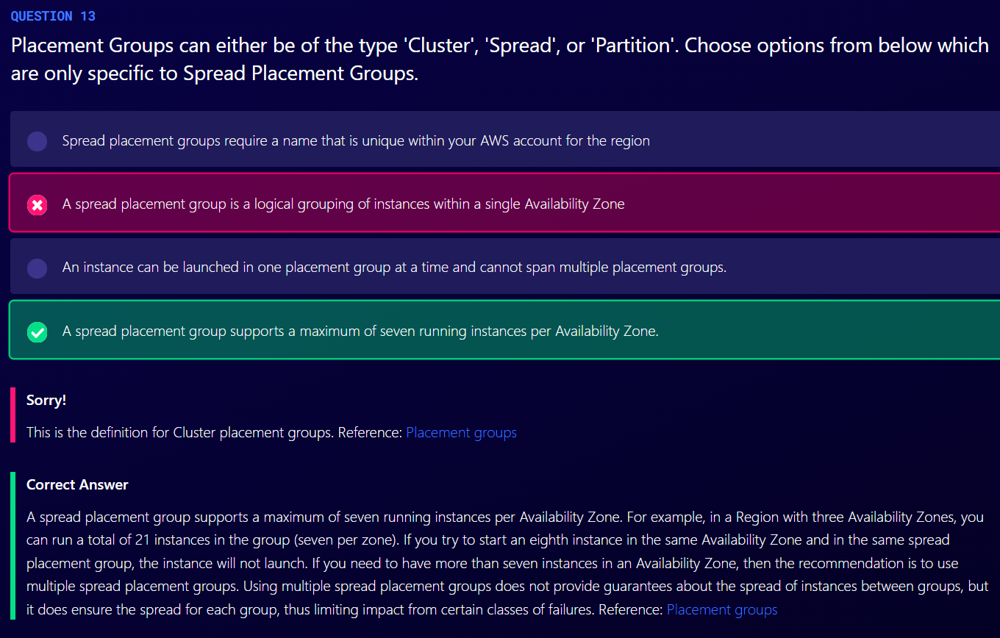 QUESTION 13
Placement Groups can either be of the type 'Cluster', 'Spread', or 'Partition'. Choose options from below which
are only specific to Spread Placement Groups.
Spread placement groups require a name that is unique within your AWS account for the region
A spread placement group is a logical grouping of instances within a single Availability Zone
An instance can be launched in one placement group at a time and cannot span multiple placement groups.
A spread placement group supports a maximum of seven running instances per Availability Zone.
Sorry!
This is the definition for Cluster placement groups. Reference: Placement groups
Correct Answer
A spread placement group supports a maximum of seven running instances per Availability Zone. For example, in a Region with three Availability Zones, you
can run a total of 21 instances in the group (seven per zone). If you try to start an eighth instance in the same Availability Zone and in the same spread
placement group, the instance will not launch. If you need to have more than seven instances in an Availability Zone, then the recommendation is to use
multiple spread placement groups. Using multiple spread placement groups does not provide guarantees about the spread of instances between groups, but
it does ensure the spread for each group, thus limiting impact from certain classes of failures. Reference: Placement groups